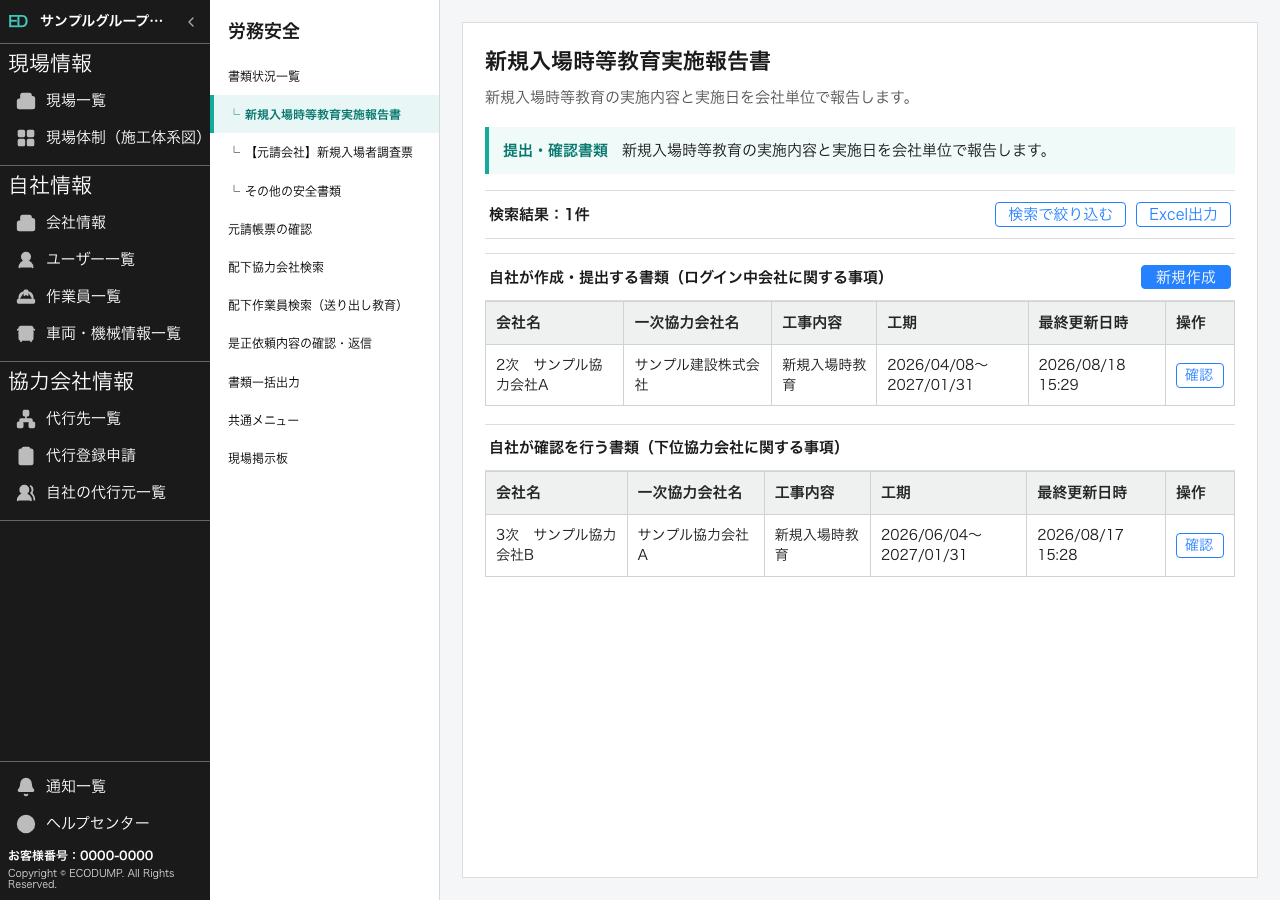 ED サンプルグループ…
現場情報
現場一覧
現場体制（施工体系図）
自社情報
会社情報
ユーザー一覧
作業員一覧
車両・機械情報一覧
協力会社情報
代行先一覧
代行登録申請
自社の代行元一覧
通知一覧
ヘルプセンター
お客様番号：0000-0000
Copyright © ECODUMP. All Rights
Reserved.
労務安全
書類状況一覧
└ 新規入場時等教育実施報告書
└ 【元請会社】新規入場者調査票
└ その他の安全書類
元請帳票の確認
配下協力会社検索
配下作業員検索（送り出し教育）
是正依頼内容の確認・返信
書類一括出力
共通メニュー
現場掲示板
新規入場時等教育実施報告書
新規入場時等教育の実施内容と実施日を会社単位で報告します。
提出・確認書類 新規入場時等教育の実施内容と実施日を会社単位で報告します。
検索結果：1件 検索で絞り込む Excel出力
自社が作成・提出する書類（ログイン中会社に関する事項） 新規作成
会社名 一次協力会社名 工事内容 工期 最終更新日時 操作
2次　サンプル協 サンプル建設株式会 新規入場時教 2026/04/08〜 2026/08/18 確認
力会社A 社 育 2027/01/31 15:29
自社が確認を行う書類（下位協力会社に関する事項）
会社名 一次協力会社名 工事内容 工期 最終更新日時 操作
3次　サンプル協力 サンプル協力会社 新規入場時教 2026/06/04〜 2026/08/17 確認
会社B A 育 2027/01/31 15:28